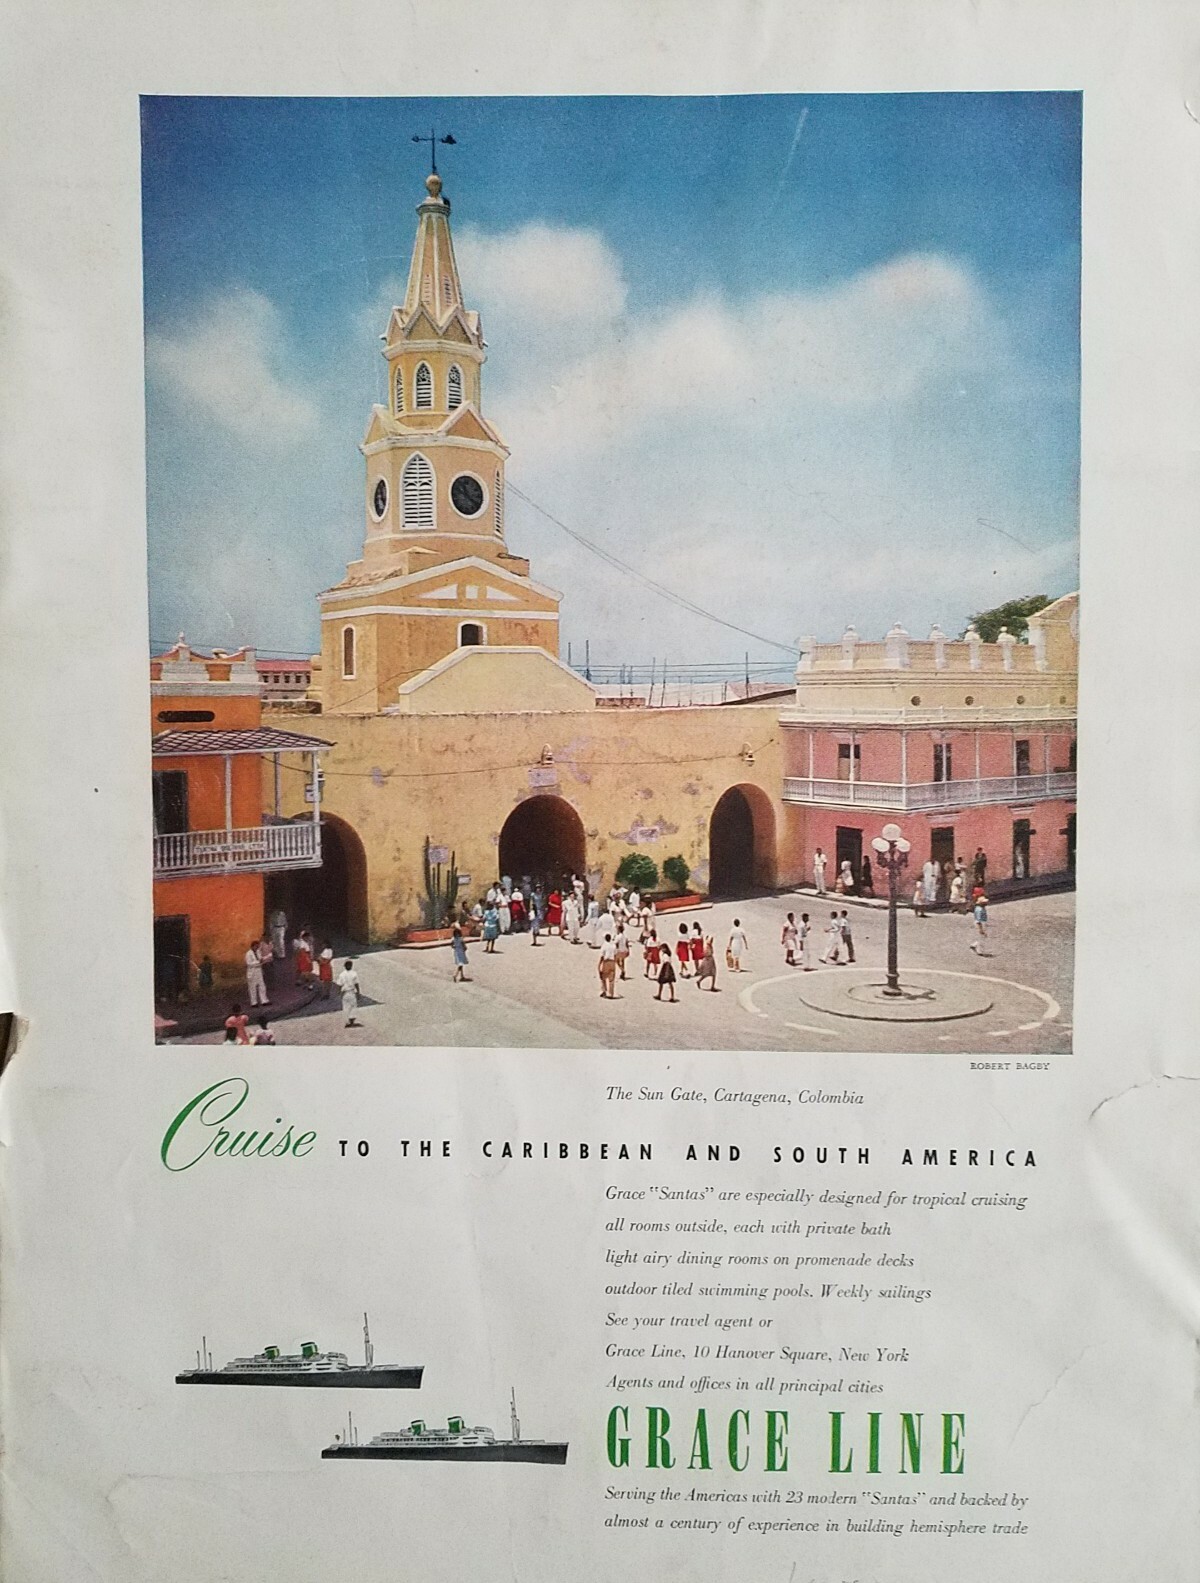 ROBERT BAGBY
The Sun Gate, Cartagena, Colombia
Cruise TO THE CARIBBEAN AND SOUTH AMERICA
Grace "Santas" are especially designed for tropical cruising
all rooms outside, each with private bath
light airy dining rooms on promenade decks
outdoor tiled swimming pools. Weekly sailings
See your travel agent or
Grace Line, 10 Hanover Square, New York
Agents and offices in all principal cities
GRACE LINE
Serving the Americas with 23 modern "Santas" and backed by
almost a century of experience in building hemisphere trade